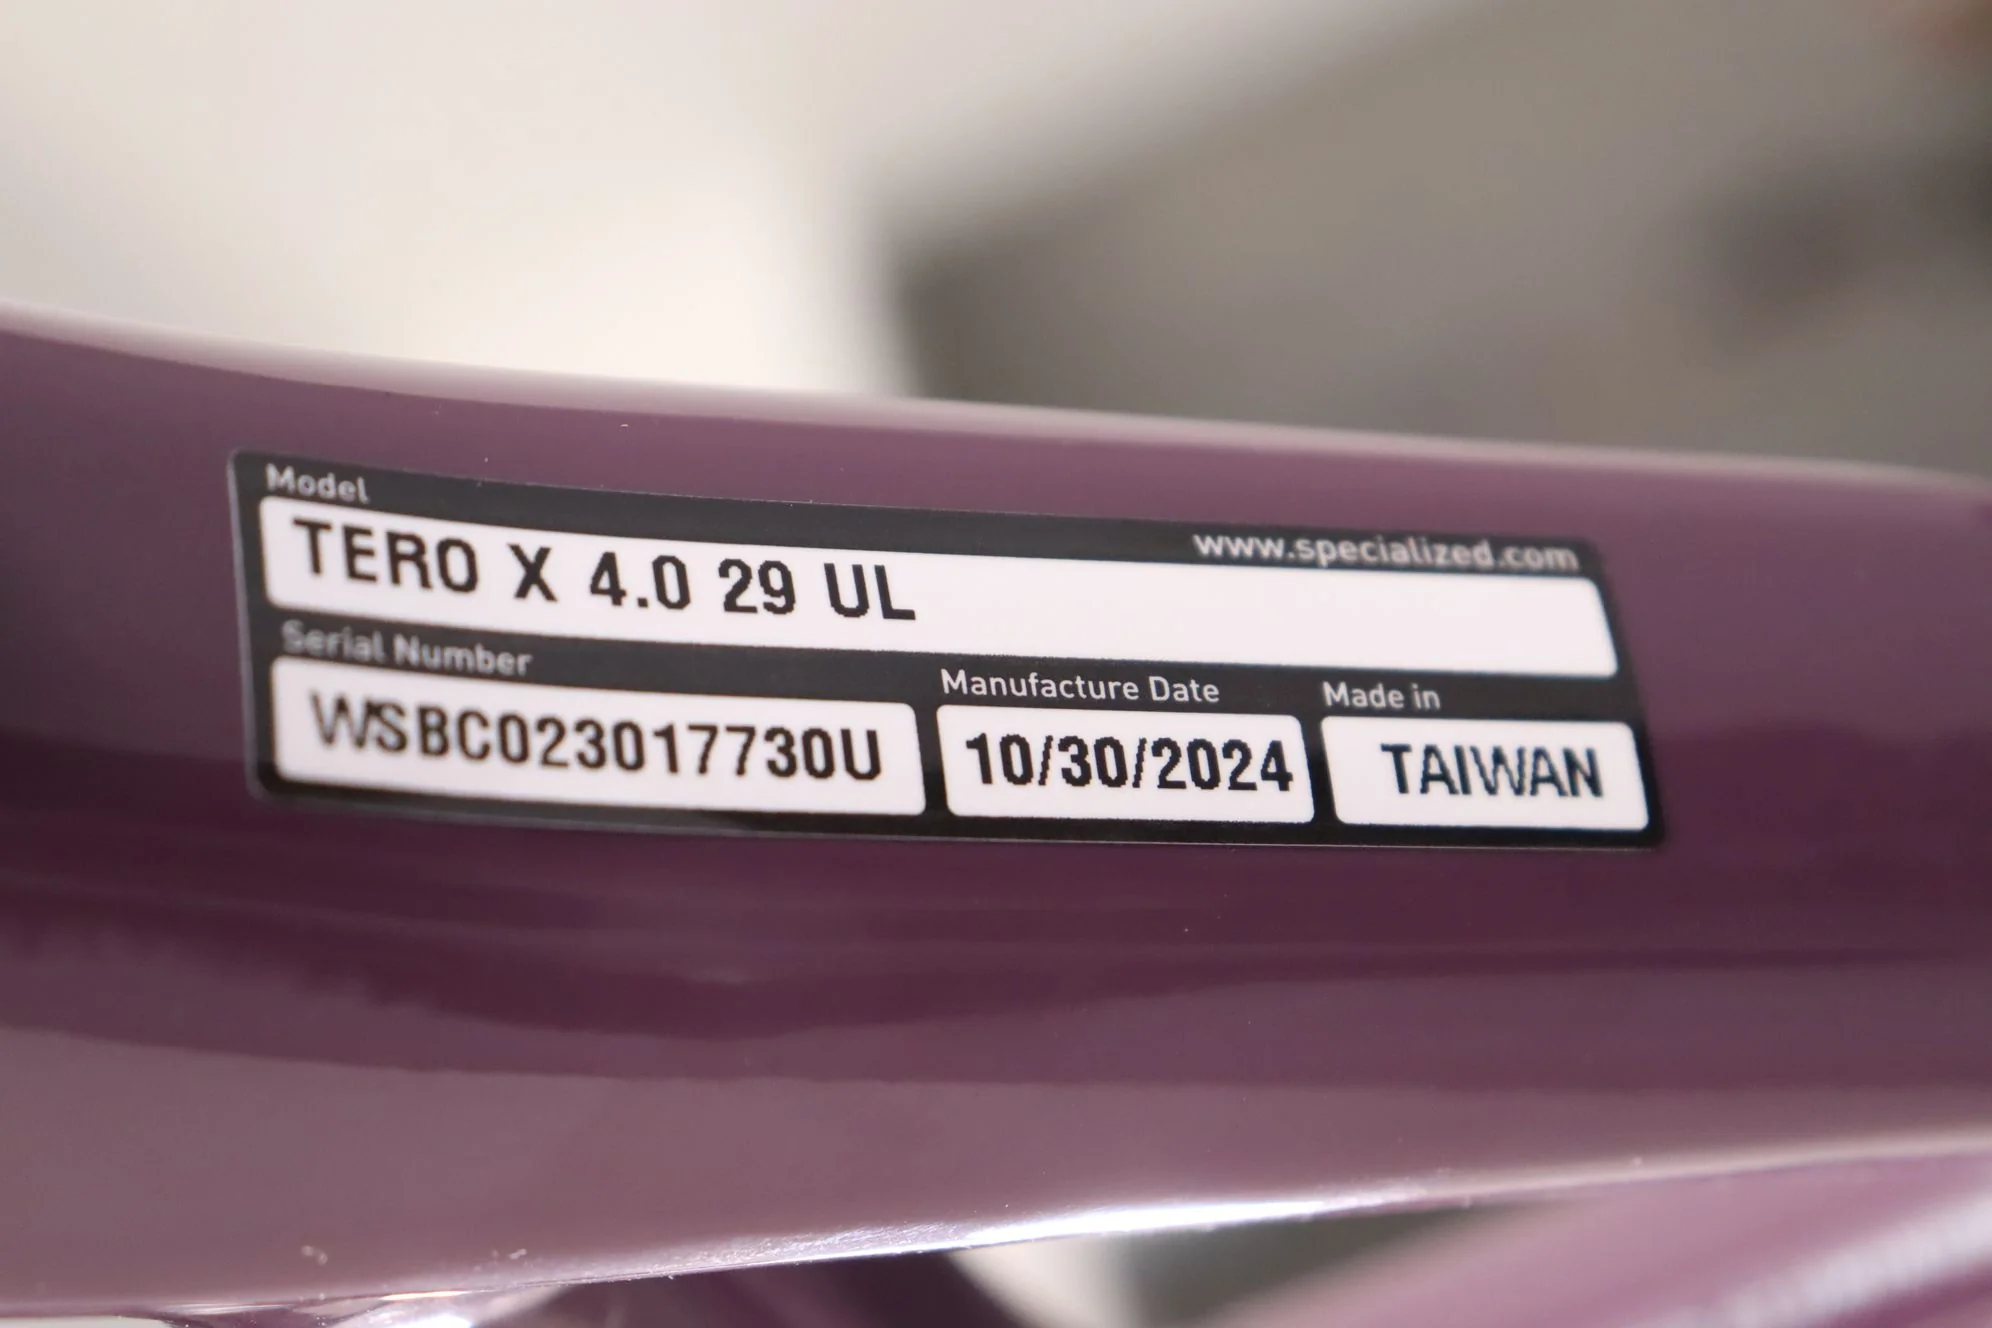 Model
www.specialized.com
TERO X 4.0 29 UL
Serial Number
Manufacture Date
Made in
WSBC023017730U
10/30/2024
TAIWAN